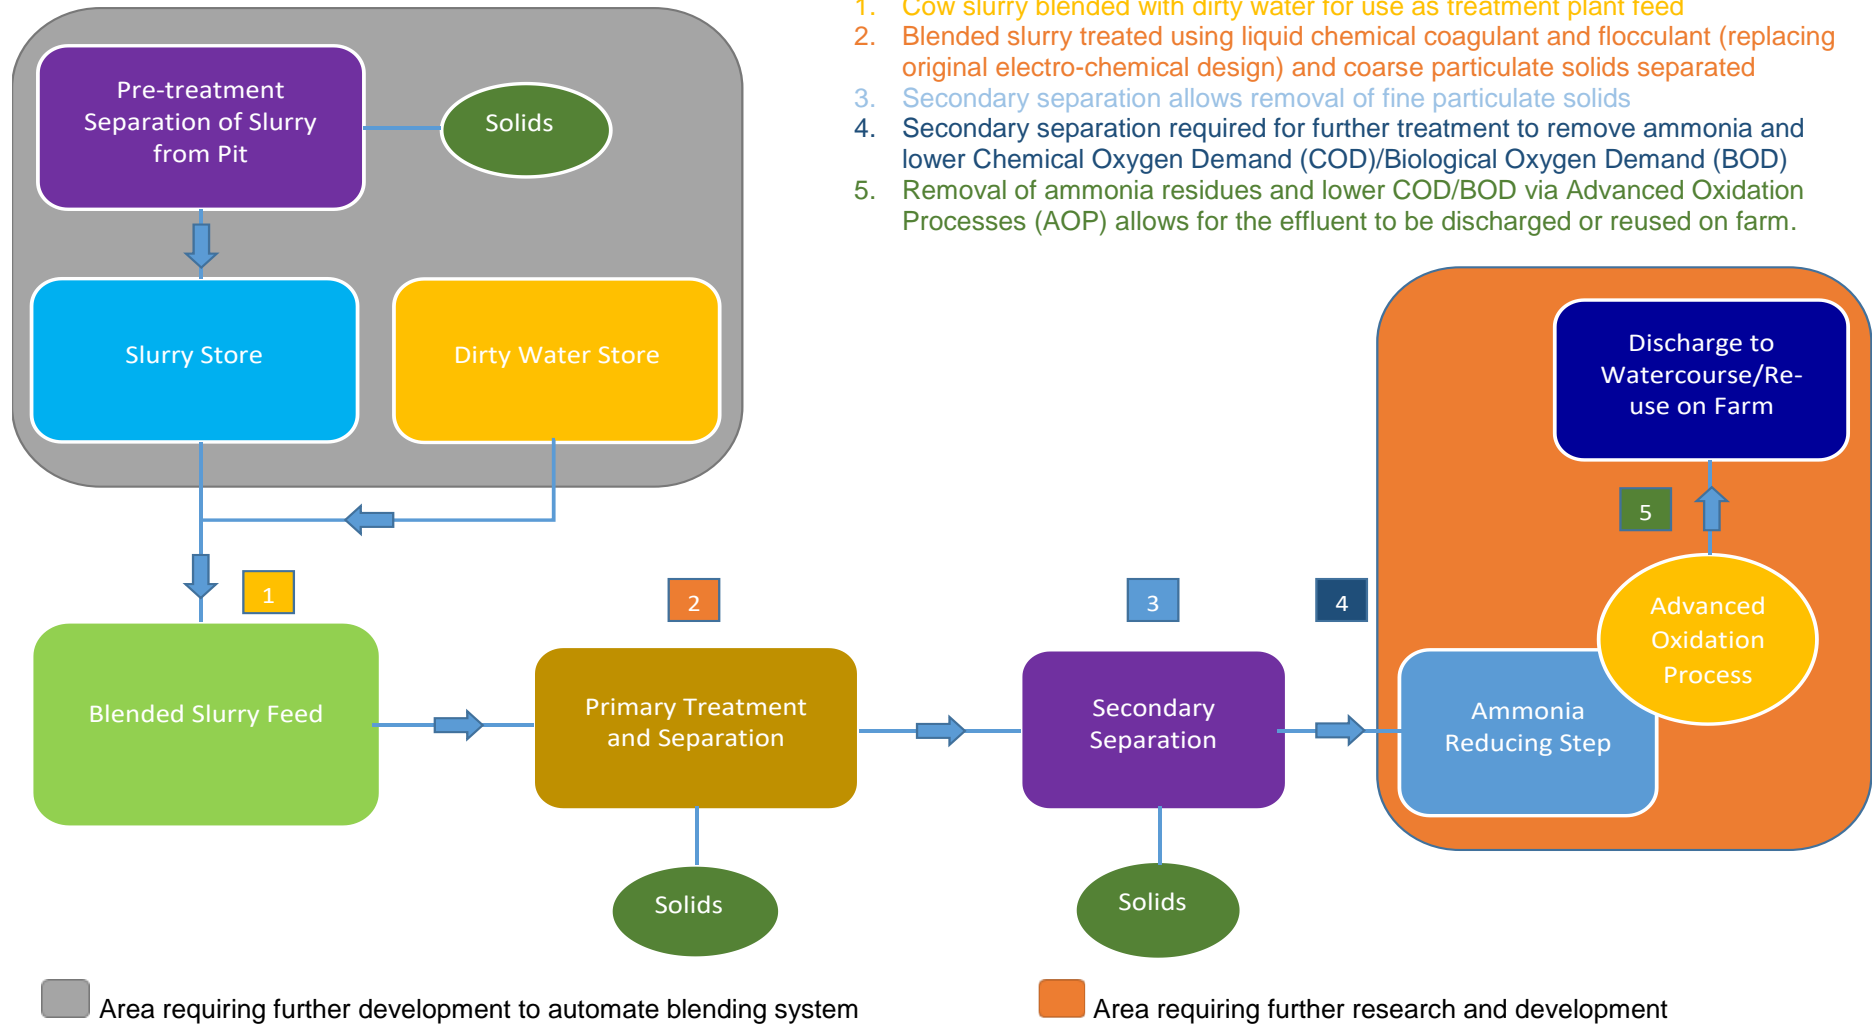 1. Cow slurry blended with dirty water for use as treatment plant feed
2. Blended slurry treated using liquid chemical coagulant and flocculant (replacing
original electro-chemical design) and coarse particulate solids separated
3. Secondary separation allows removal of fine particulate solids
4. Secondary separation required for further treatment to remove ammonia and
lower Chemical Oxygen Demand (COD)/Biological Oxygen Demand (BOD)
5. Removal of ammonia residues and lower COD/BOD via Advanced Oxidation
Processes (AOP) allows for the effluent to be discharged or reused on farm.
Pre-treatment
Separation of Slurry
from Pit
Solids
Slurry Store
Dirty Water Store
Discharge to
Watercourse/Re-
use on Farm
5
1
2
3
4
Advanced
Oxidation
Process
Blended Slurry Feed
Primary Treatment
and Separation
Secondary
Separation
Ammonia
Reducing Step
Solids
Solids
Area requiring further development to automate blending system
Area requiring further research and development